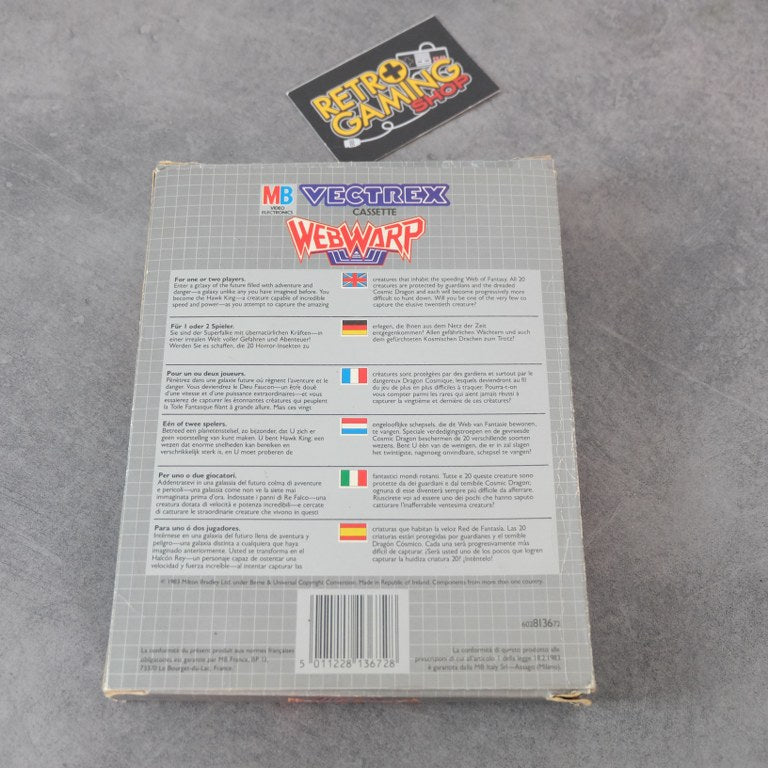 RETRO
GAMING
SHOP
MB VECTREX
VIDEO
ELECTRONICS
CASSETTE
WEBWARP
For one or two players.
Enter a galaxy of the future filled with adventure and
danger—a galaxy unlike any you have imagined before. You
become the Hawk King—a creature capable of incredible
speed and power—as you attempt to capture the amazing
creatures that inhabit the speeding Web of Fantasy. All 20
creatures are protected by guardians and the dreaded
Cosmic Dragon and each will become progressively more
difficult to hunt down. Will you be one of the very few to
capture the elusive twentieth creature?
Für 1 oder 2 Spieler.
Sie sind der Superfalke mit übernatürlichen Kräften—in
einer irrealen Welt voller Gefahren und Abenteuer!
Werden Sie es schaffen, die 20 Horror-Insekten zu
erlegen, die Ihnen aus dem Netz der Zeit
entgegenkommen? Allen gefährlichen Wächtern und auch
dem gefürchteten Kosmischen Drachen zum Trotz?
Pour un ou deux joueurs.
Pénétrez dans une galaxie future où règnent l'aventure et le
danger. Vous deviendrez le Dieu Faucon—un être doué
d'une vitesse et d'une puissance extraordinaires—et vous
essaierez de capturer les étonnantes créatures qui peuplent
la Toile Fantasque filant à grande allure. Mais ces vingt
créatures sont protégées par des gardiens et surtout par le
dangereux Dragon Cosmique, lesquels deviendront au fil
du jeu de plus en plus difficiles à traquer. Pourra-t-on
vous compter parmi les rares qui aient jamais réussi à
capturer la vingtième et dernière de ces créatures?
Eén of twee spelers.
Betreed een planetenstelsel, zo bijzonder, dat U zich er
geen voorstelling van kunt maken. U bent Hawk King: een
wezen dat enorme snelheden kan bereiken en
verschrikkelijk sterk is, en U moet proberen de
ongelooflijke schepsels, die dit Web van Fantasie bewonen,
te vangen. Speciale verdedigingstroepen en de gevreesde
Cosmic Dragon beschermen de 20 verschillende soorten
wezens. Bent U één van de weinigen, die er in zal slagen
het twintigste, nagenoeg onvindbare, schepsel te vangen?
Per uno o due giocatori.
Addentratevi in una galassia del futuro colma di avventure
e pericoli—una galassia come non ve la siete mai
immaginata prima d'ora. Indossate i panni di Re Falco—una
creatura dotata di velocità e potenza incredibili—e cercate
di catturare le straordinarie creature che vivono in questi
fantastici mondi rotanti. Tutte e 20 queste creature sono
protette da dei guardiani e dal temibile Cosmic Dragon;
ognuna di esse diventerà sempre più difficile da afferrare.
Riuscirete voi ad essere uno dei pochi che hanno saputo
catturare l'inafferrabile ventesima creatura?
Para uno ó dos jugadores.
Intérnese en una galaxia del futuro llena de aventura y
peligro—una galaxia distinta a cualquiera que haya
imaginado anteriormente. Usted se transforma en el
Halcón Rey—un personaje capaz de ostentar una
velocidad y fuerza increíble—al intentar capturar las
criaturas que habitan la veloz Red de Fantasía. Las 20
criaturas están protegidas por guardianes y el temible
Dragón Cósmico. Cada una será progresivamente más
difícil de capturar. ¿Será usted uno de los pocos que logren
capturar la huidiza criatura 20? ¡Inténtelo!
© 1983 Milton Bradley Ltd. under Berne & Universal Copyright Convention. Made in Republic of Ireland. Components from more than one country.
602813672
5 011228 136728
La conformité du présent produit aux normes françaises
obligatoires est garantie par MB France, BP 12,
73370 Le Bourget-du-Lac, France.
La conformità di questo prodotto alle
prescrizioni di cui all'articolo 1 della legge 18.2.1983
è garantita dalla MB Italy Srl—Assago (Milano).